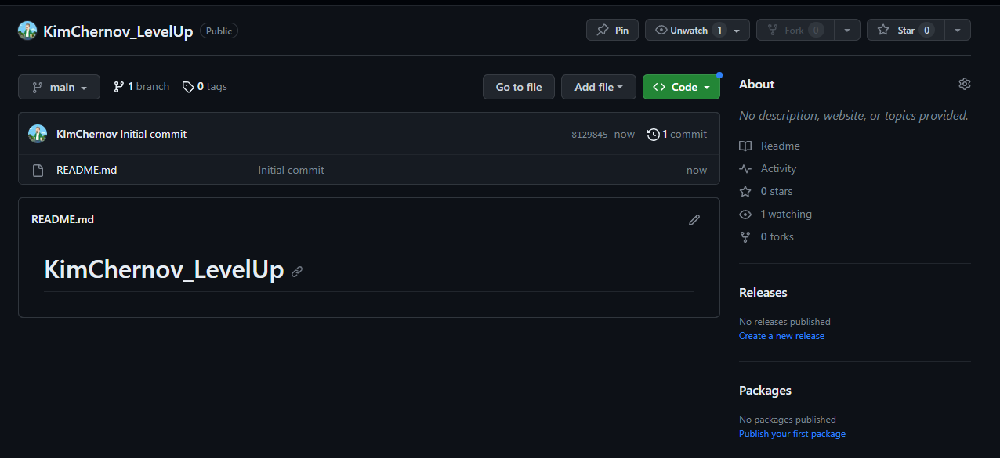 KimChernov_LevelUp Public Pin Unwatch 1 Fork 0 Star 0
main 1 branch 0 tags Go to file Add file Code
KimChernov Initial commit 8129845 now 1 commit
README.md Initial commit now
README.md
KimChernov_LevelUp
About
No description, website, or topics provided.
Readme
Activity
0 stars
1 watching
0 forks
Releases
No releases published
Create a new release
Packages
No packages published
Publish your first package